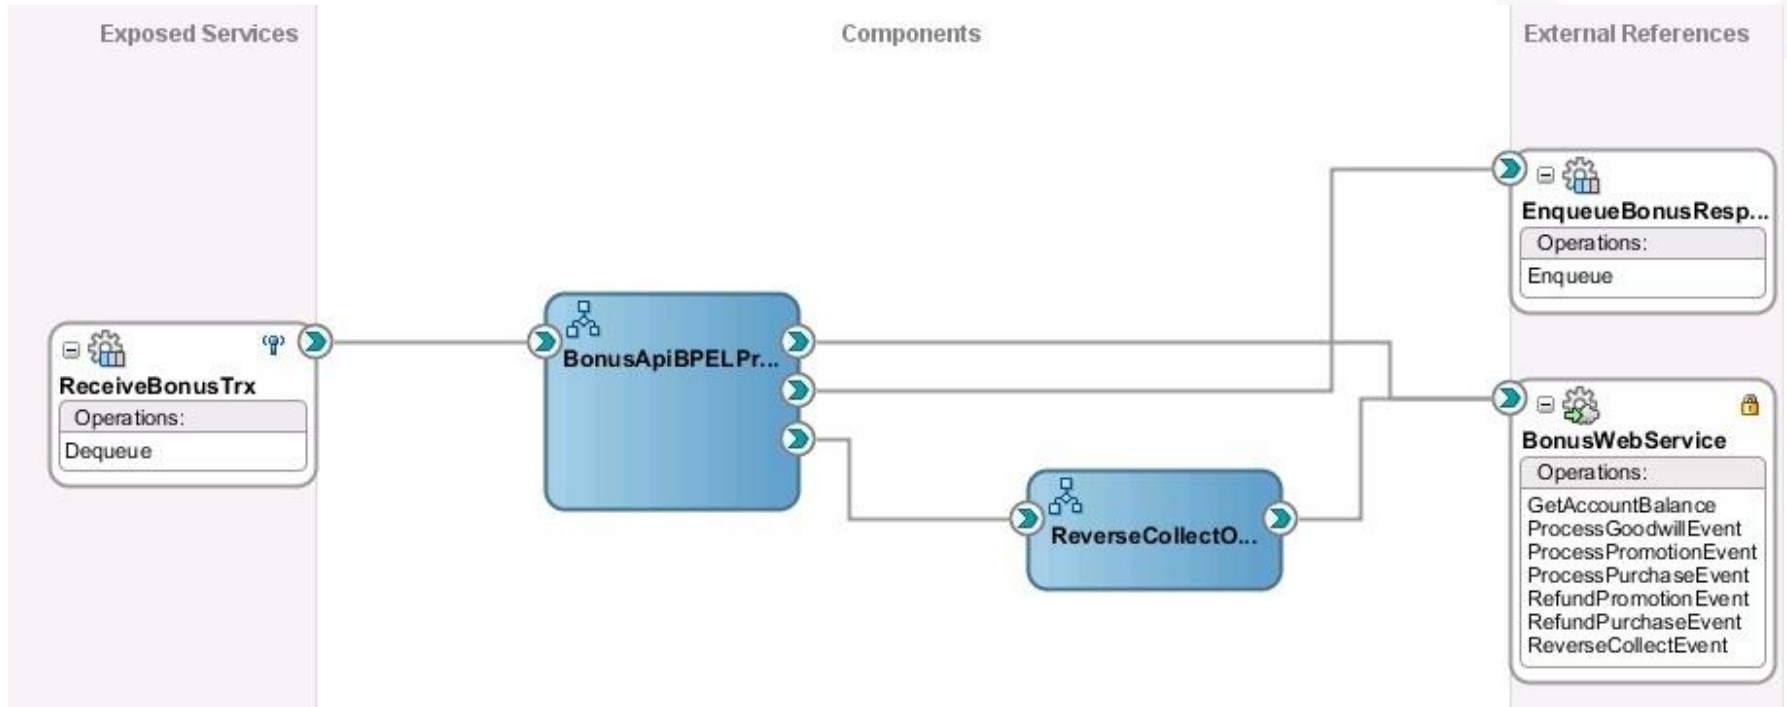 Exposed Services
Components
External References
EnqueueBonusResp...
Operations:
Enqueue
ReceiveBonusTrx
Operations:
Dequeue
BonusApiBPELPr...
ReverseCollectO...
BonusWebService
Operations:
GetAccountBalance
ProcessGoodwillEvent
ProcessPromotionEvent
ProcessPurchaseEvent
RefundPromotionEvent
RefundPurchaseEvent
ReverseCollectEvent